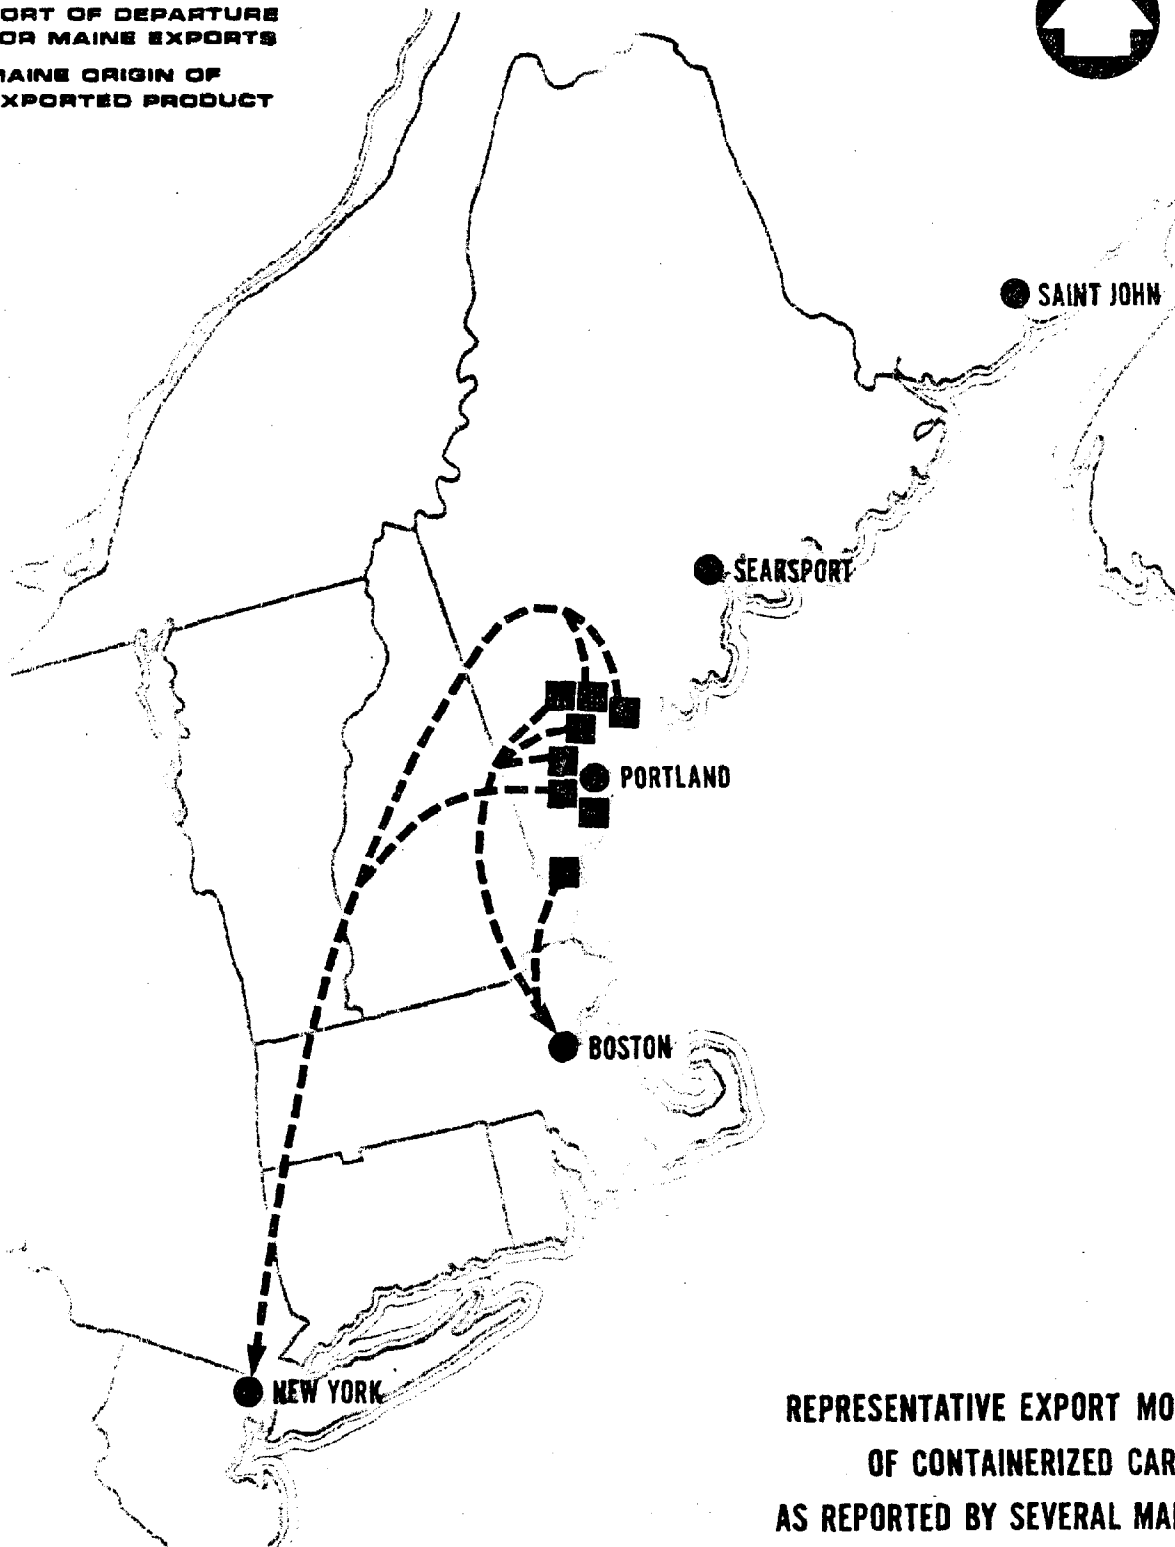 ORT OF DEPARTURE
OR MAINE EXPORTS
AINE ORIGIN OF
XPORTED PRODUCT
SAINT JOHN
SEARSPORT
PORTLAND
BOSTON
NEW YORK
REPRESENTATIVE EXPORT MO
OF CONTAINERIZED CAR
AS REPORTED BY SEVERAL MA